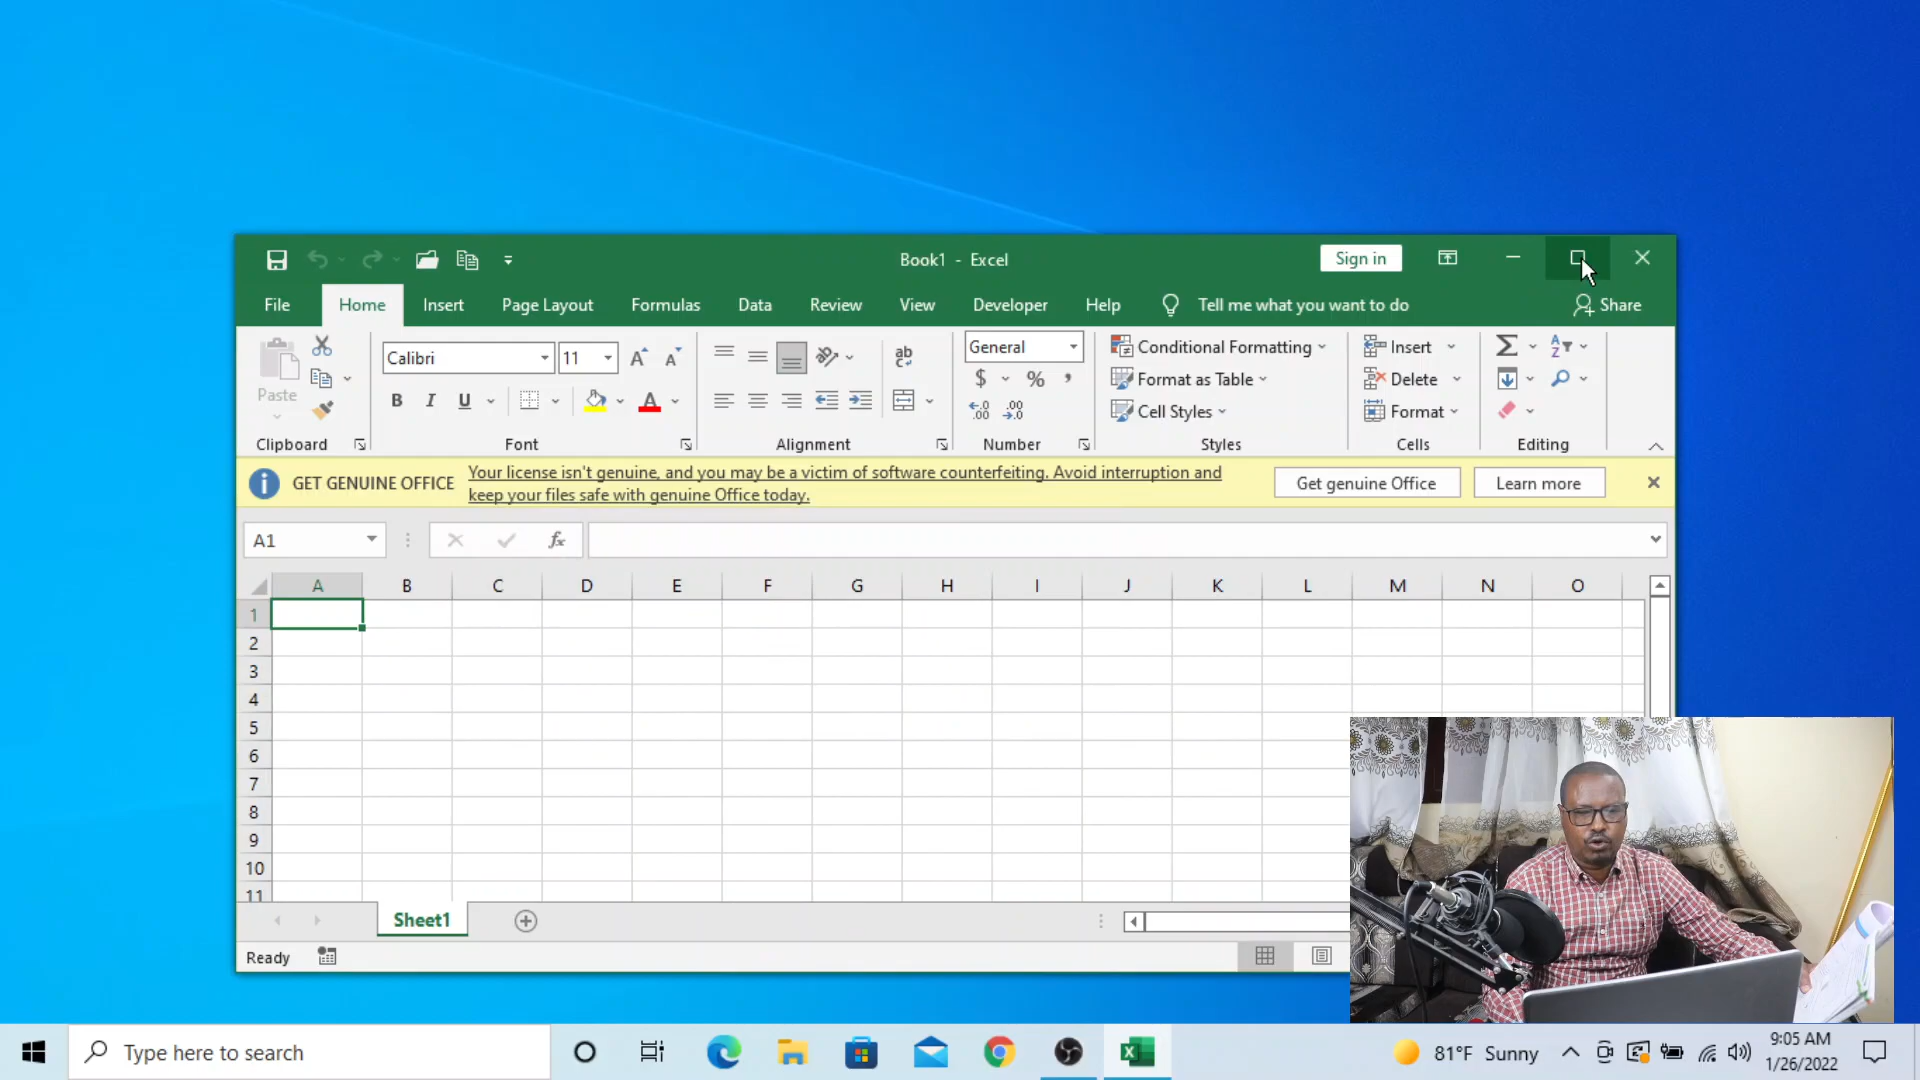 Book1 - Excel
Sign in
File Home Insert Page Layout Formulas Data Review View Developer Help Tell me what you want to do Share
Paste
Clipboard
Calibri 11
B I U
Font
ab
Alignment
General
$ % ,
.00 .00
Number
Conditional Formatting
Format as Table
Cell Styles
Styles
Insert
Delete
Format
Cells
Editing
GET GENUINE OFFICE
Your license isn't genuine, and you may be a victim of software counterfeiting. Avoid interruption and
keep your files safe with genuine Office today.
Get genuine Office
Learn more
A1
fx
A B C D E F G H I J K L M N O
1
2
3
4
5
6
7
8
9
10
11
Sheet1
Ready
Type here to search
81°F Sunny
9:05 AM
1/26/2022